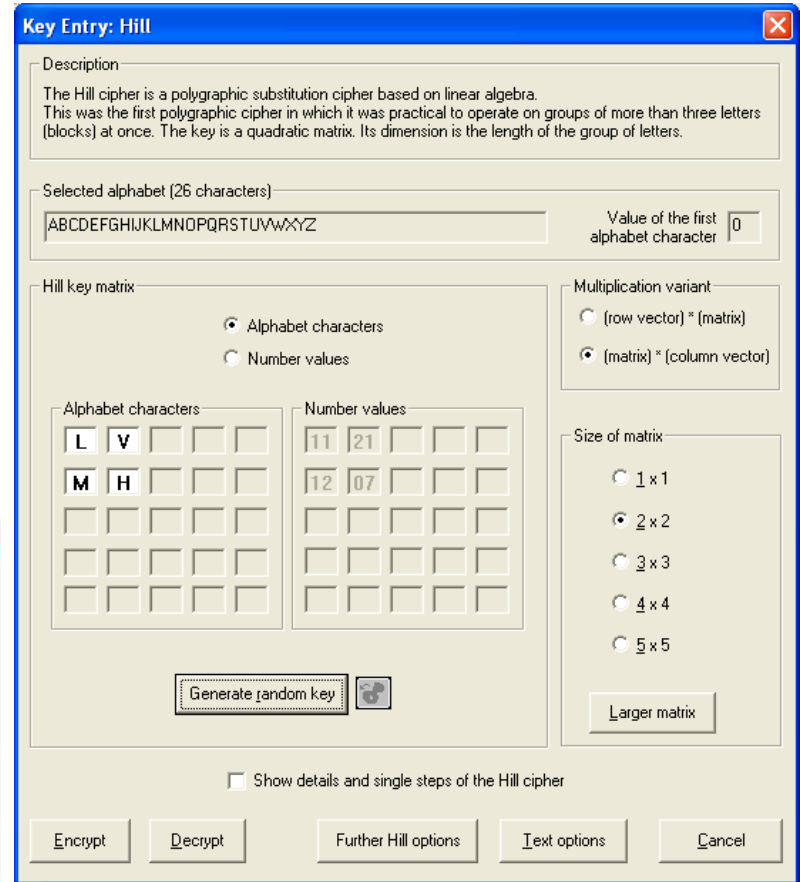 Key Entry: Hill
Description
The Hill cipher is a polygraphic substitution cipher based on linear algebra.
This was the first polygraphic cipher in which it was practical to operate on groups of more than three letters
(blocks) at once. The key is a quadratic matrix. Its dimension is the length of the group of letters.
Selected alphabet (26 characters)
ABCDEFGHIJKLMNOPQRSTUVWXYZ
Value of the first
alphabet character
0
Hill key matrix
Alphabet characters
Number values
Alphabet characters
L V
M H
Number values
11 21
12 07
Generate random key
Multiplication variant
(row vector) * (matrix)
(matrix) * (column vector)
Size of matrix
1 x 1
2 x 2
3 x 3
4 x 4
5 x 5
Larger matrix
Show details and single steps of the Hill cipher
Encrypt
Decrypt
Further Hill options
Text options
Cancel